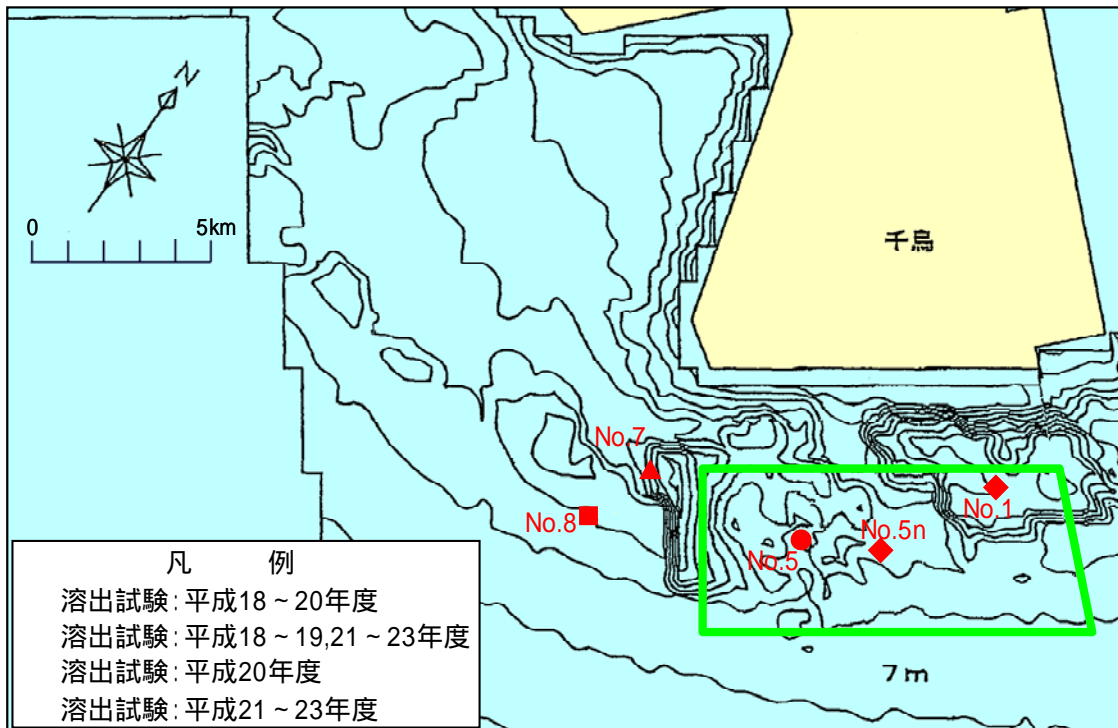 N
0 5km
千鳥
No.7
No.8
No.1
No.5n
No.5
7m
凡 例
溶出試験:平成18~20年度
溶出試験:平成18~19,21~23年度
溶出試験:平成20年度
溶出試験:平成21~23年度